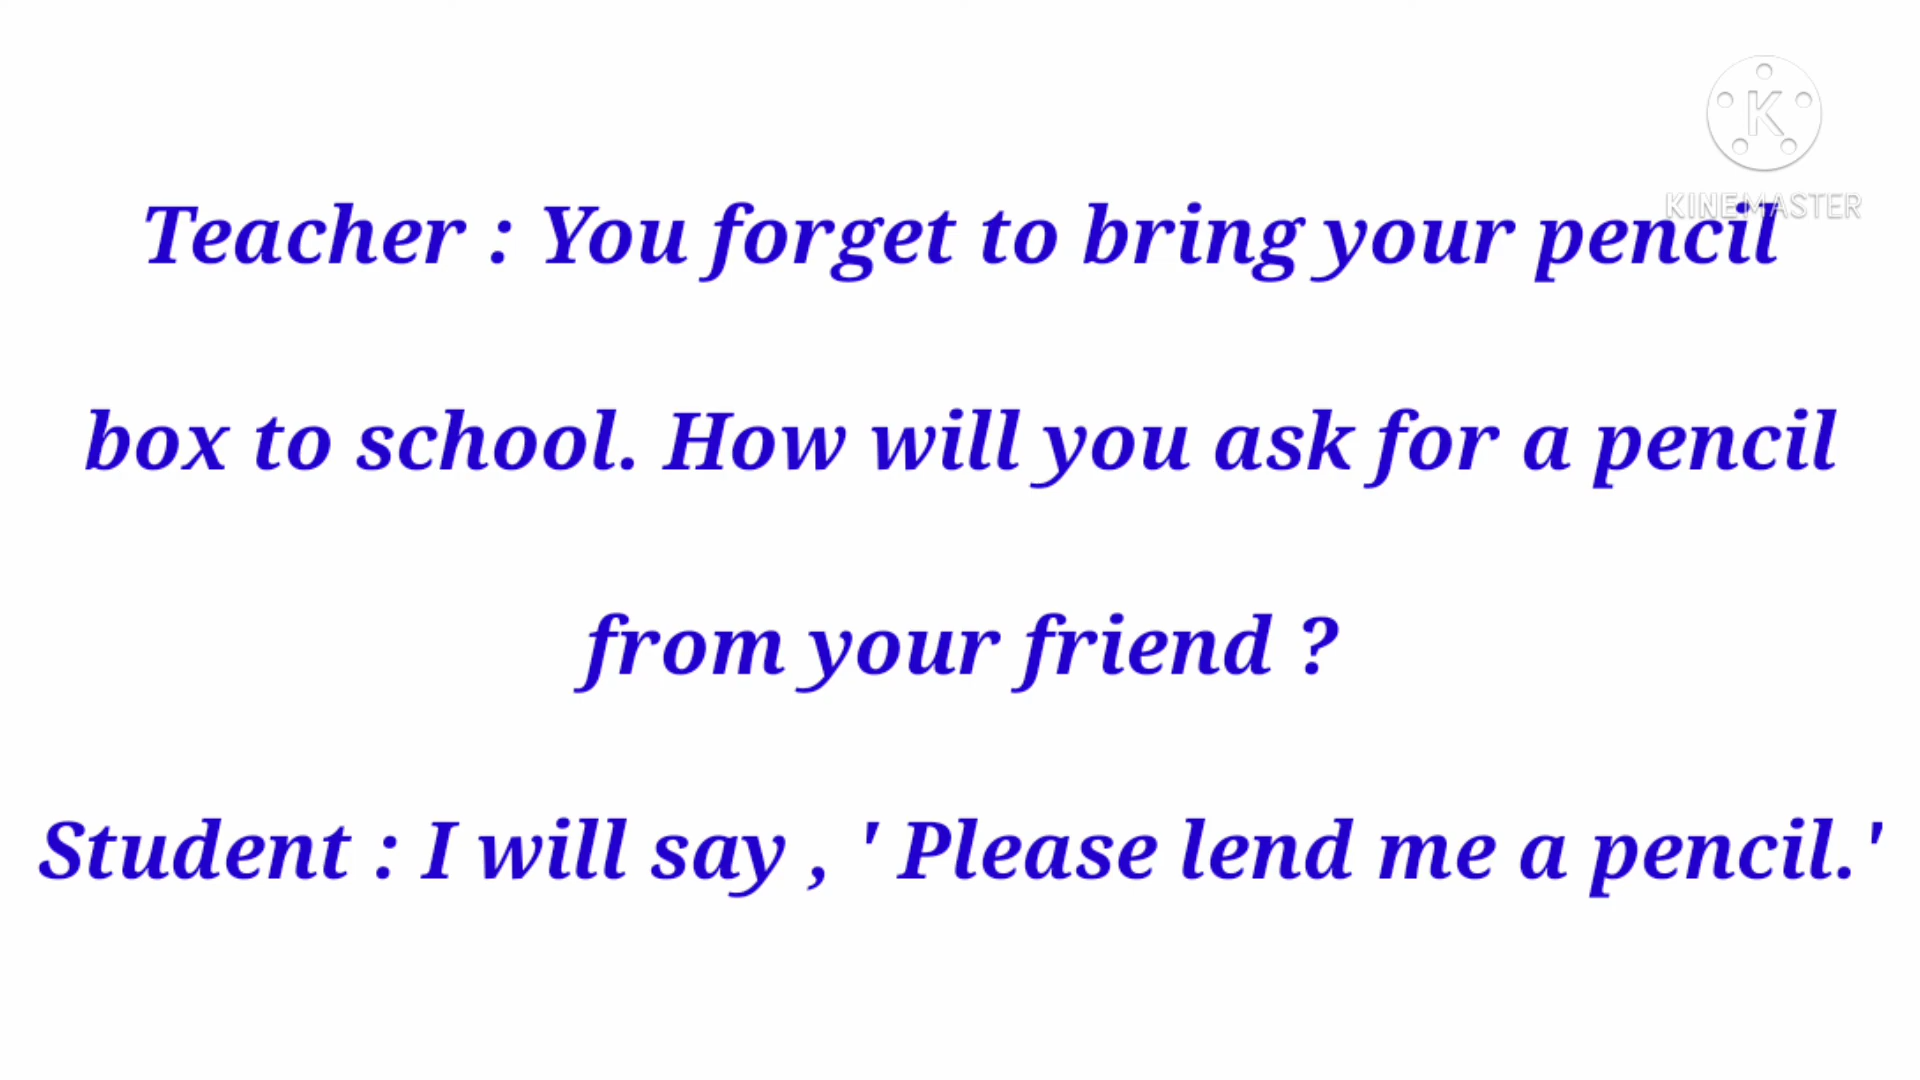 K
KINEMASTER
Teacher : You forget to bring your pencil
box to school. How will you ask for a pencil
from your friend ?
Student : I will say , ' Please lend me a pencil. '